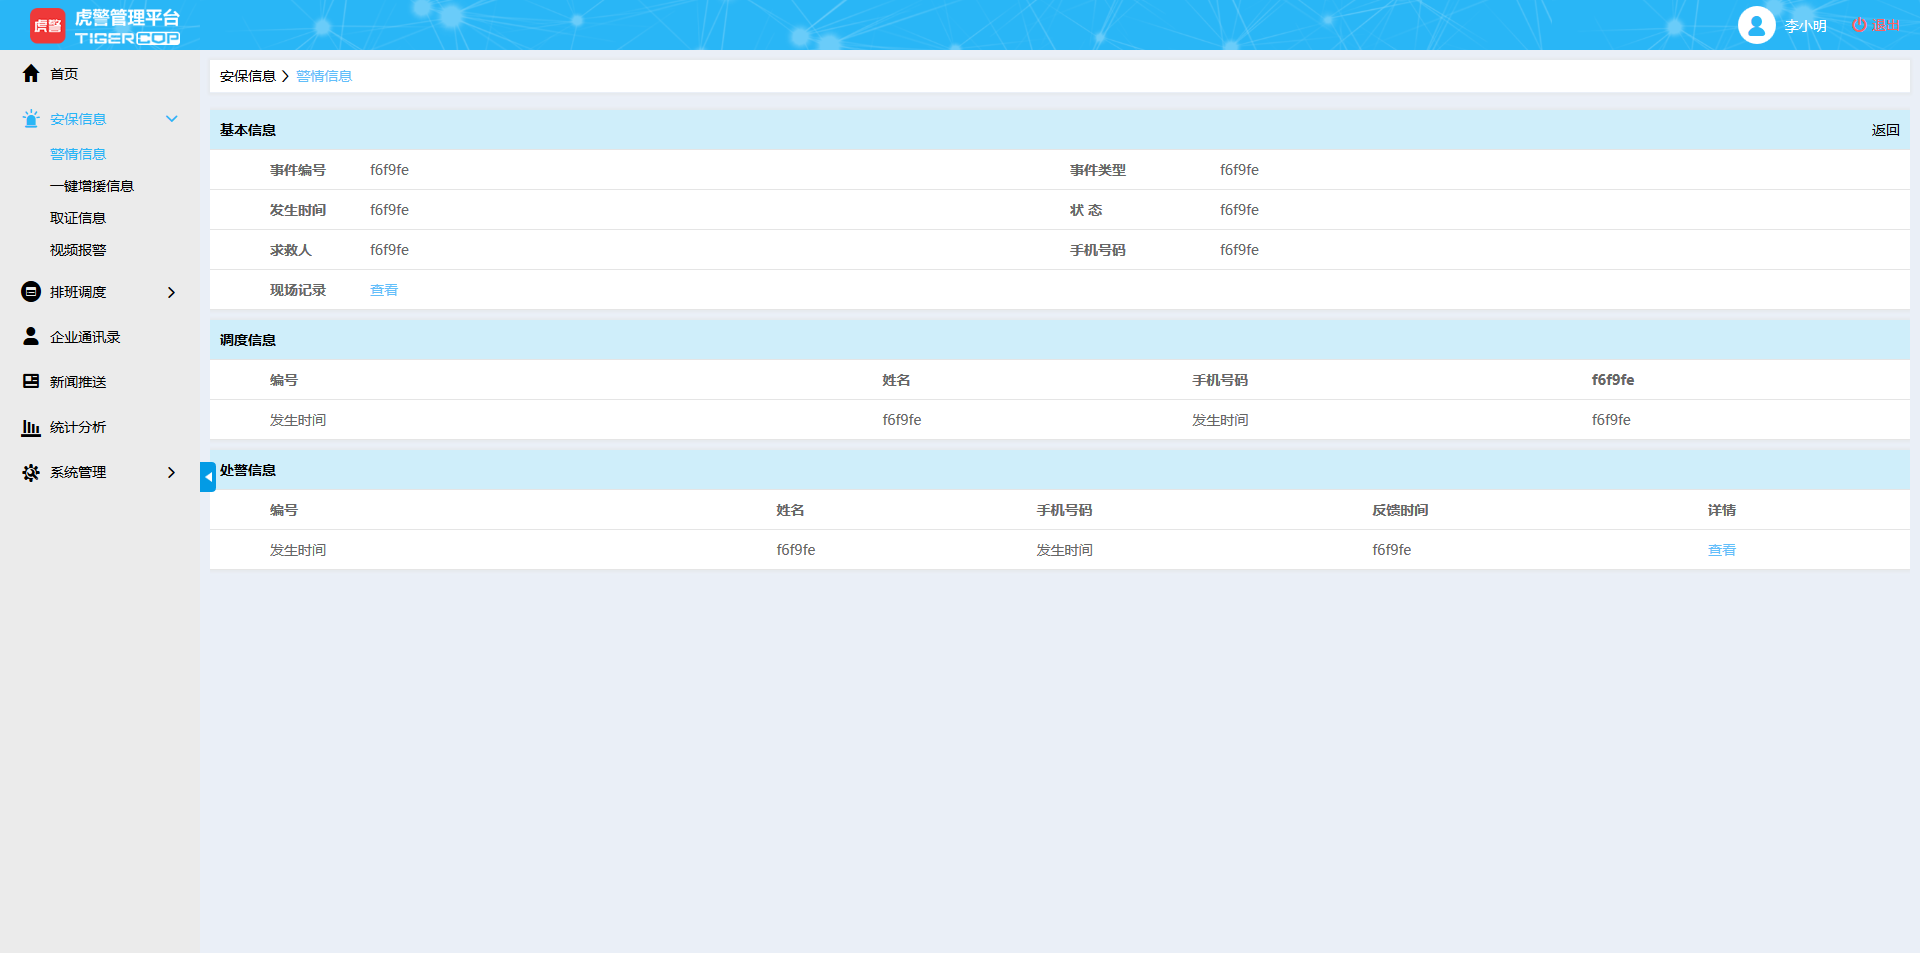 虎警
虎警管理平台
TIGERCOP
李小明
退出
首页
安保信息
警情信息
一键增援信息
取证信息
视频报警
排班调度
企业通讯录
新闻推送
统计分析
系统管理
安保信息 > 警情信息
基本信息 返回
事件编号 f6f9fe 事件类型 f6f9fe
发生时间 f6f9fe 状 态 f6f9fe
求救人 f6f9fe 手机号码 f6f9fe
现场记录 查看
调度信息
编号 姓名 手机号码 f6f9fe
发生时间 f6f9fe 发生时间 f6f9fe
处警信息
编号 姓名 手机号码 反馈时间 详情
发生时间 f6f9fe 发生时间 f6f9fe 查看